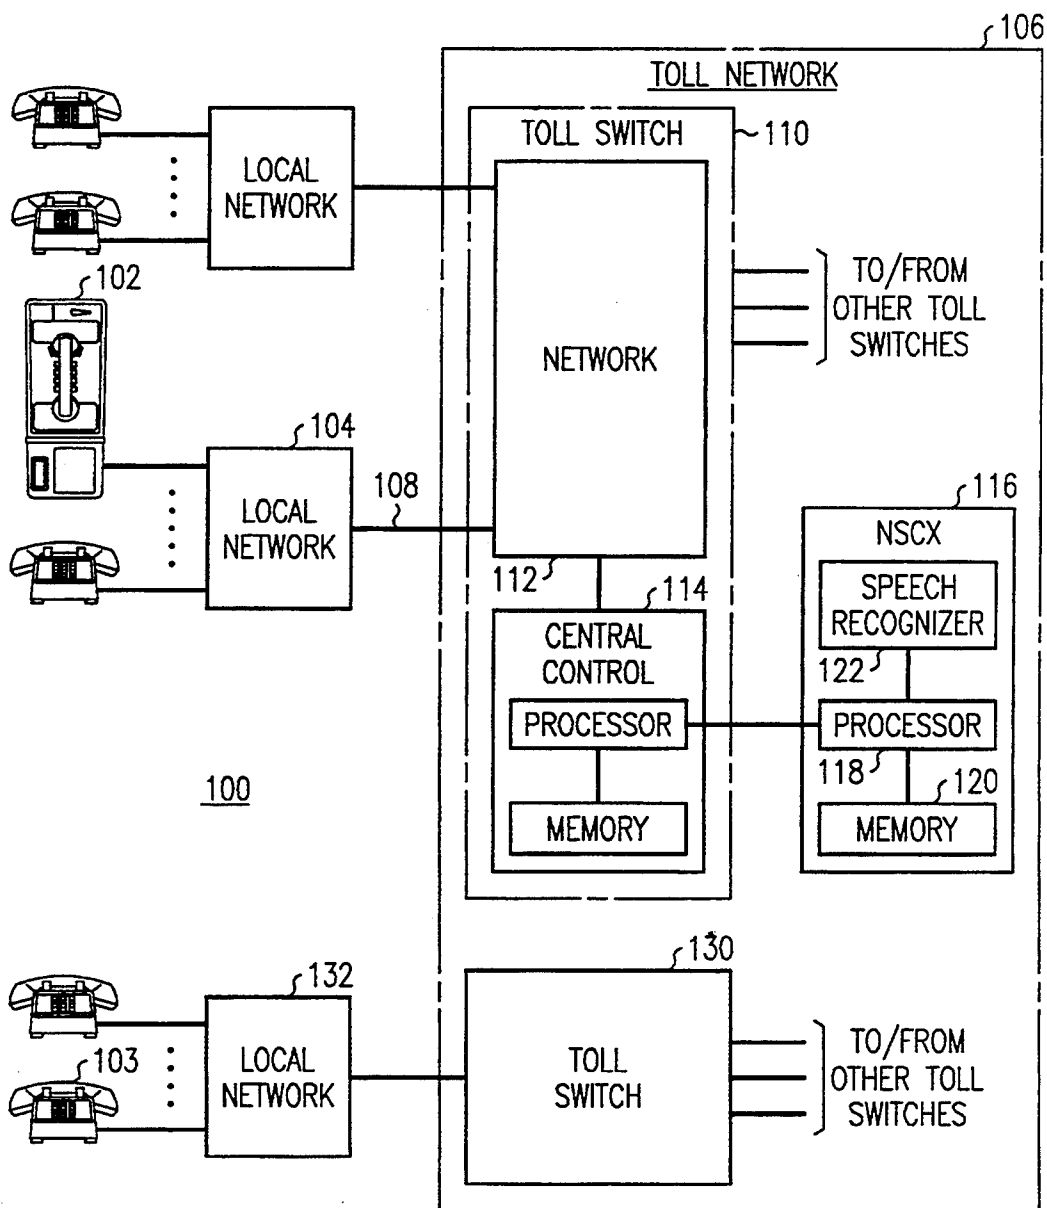 106
TOLL NETWORK
TOLL SWITCH
110
LOCAL
NETWORK
NETWORK
TO/FROM
OTHER TOLL
SWITCHES
102
104
LOCAL
NETWORK
108
112
114
CENTRAL
CONTROL
PROCESSOR
MEMORY
116
NSCX
SPEECH
RECOGNIZER
122
PROCESSOR
118
120
MEMORY
100
130
TOLL
SWITCH
132
LOCAL
NETWORK
103
TO/FROM
OTHER TOLL
SWITCHES